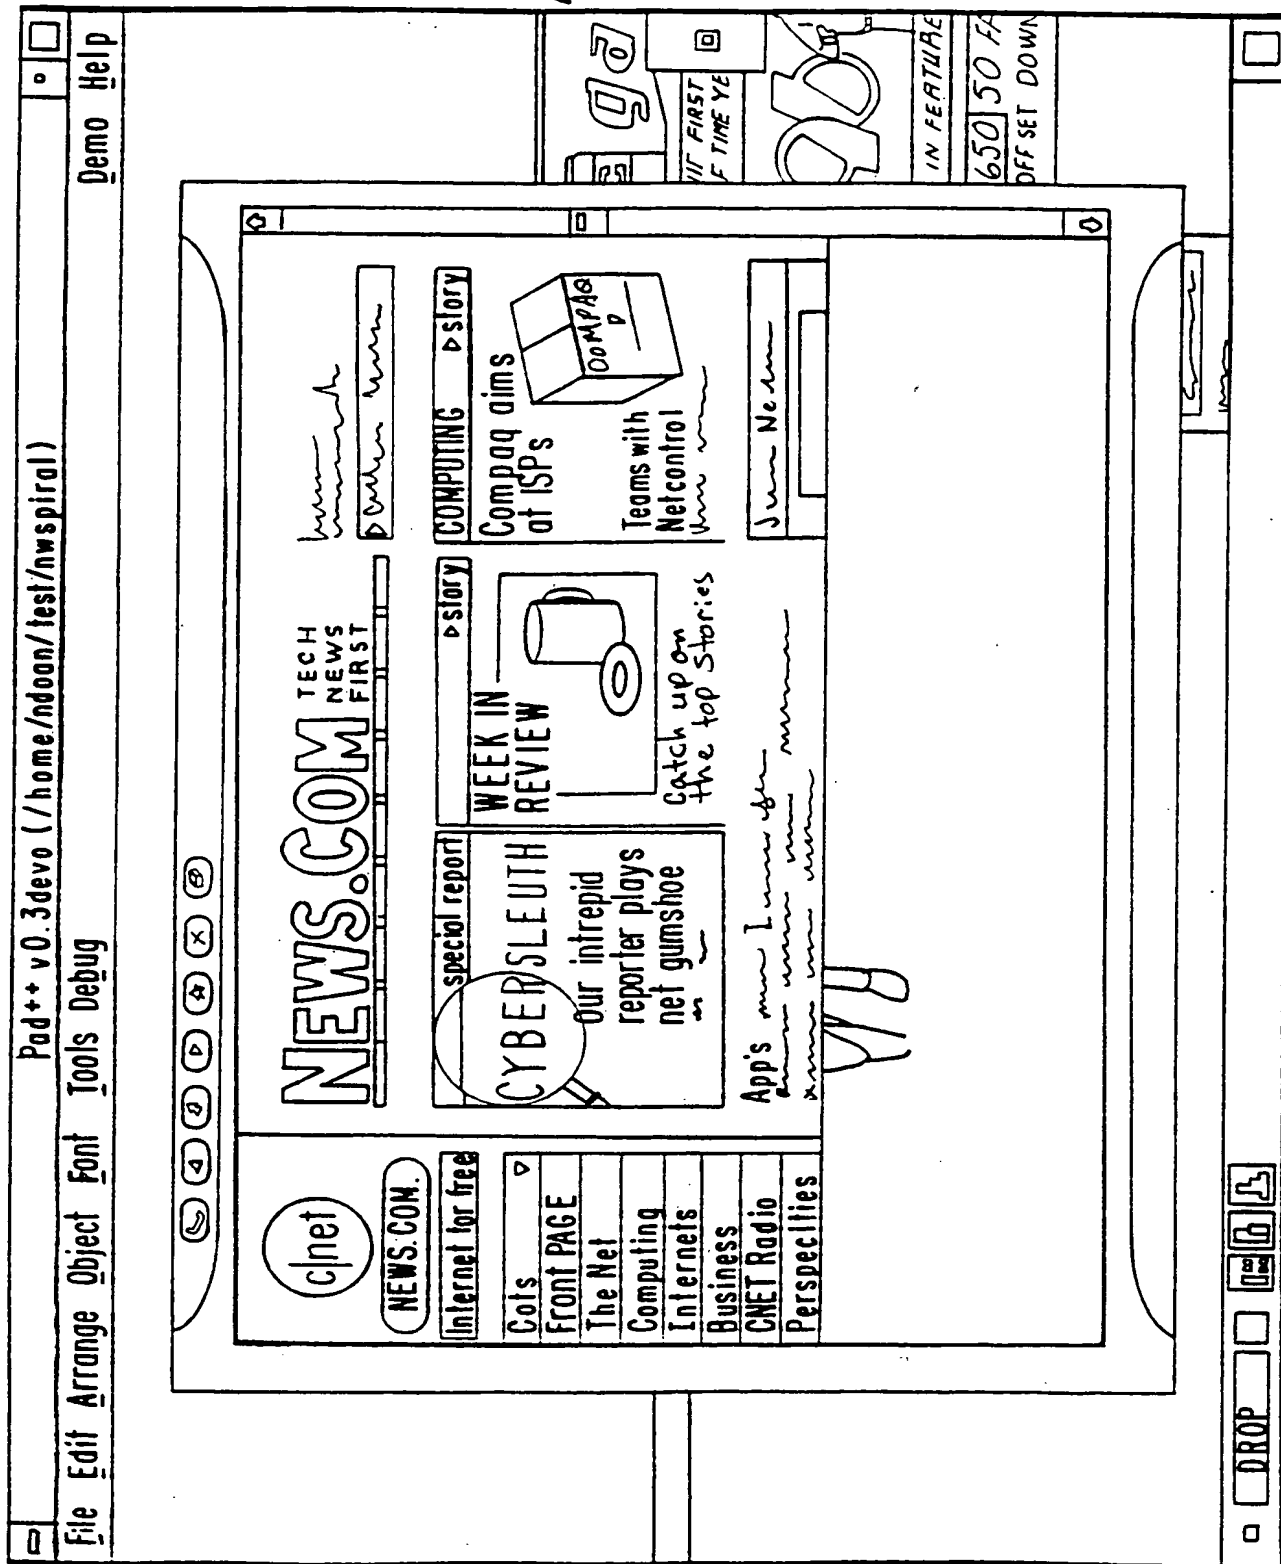 Pad++ v0.3devo (/home/ndoan/test/nwspiral)
File Edit Arrange Object Font Tools Debug Demo Help
c|net
NEWS.COM.
Internet for free
Cots
FRONT PAGE
The Net
Computing
Internets
Business
CNET Radio
Perspeclties
NEWS.COM
TECH
NEWS
FIRST
special report
CYBERSLEUTH
our intrepid
reporter plays
net gumshoe
story
WEEK IN
REVIEW
Catch up on
the top Stories
COMPUTING story
Compaq aims
at ISPs
OOMPAQ
Teams with
Netcontrol
App's
FIRST
F TIME YE
IN FEATURE
650 50 FA
OFF SET DOWN
DROP